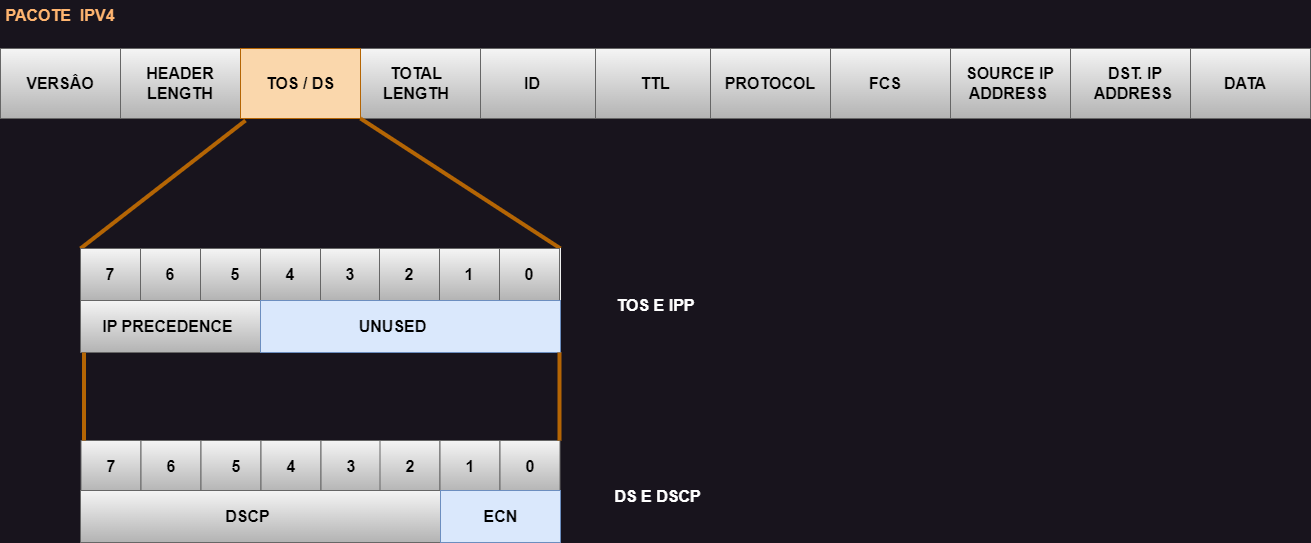 PACOTE IPV4
VERSÂO
HEADER
LENGTH
TOS / DS
TOTAL
LENGTH
ID
TTL
PROTOCOL
FCS
SOURCE IP
ADDRESS
DST. IP
ADDRESS
DATA
7 6 5 4 3 2 1 0
IP PRECEDENCE
UNUSED
TOS E IPP
7 6 5 4 3 2 1 0
DSCP
ECN
DS E DSCP